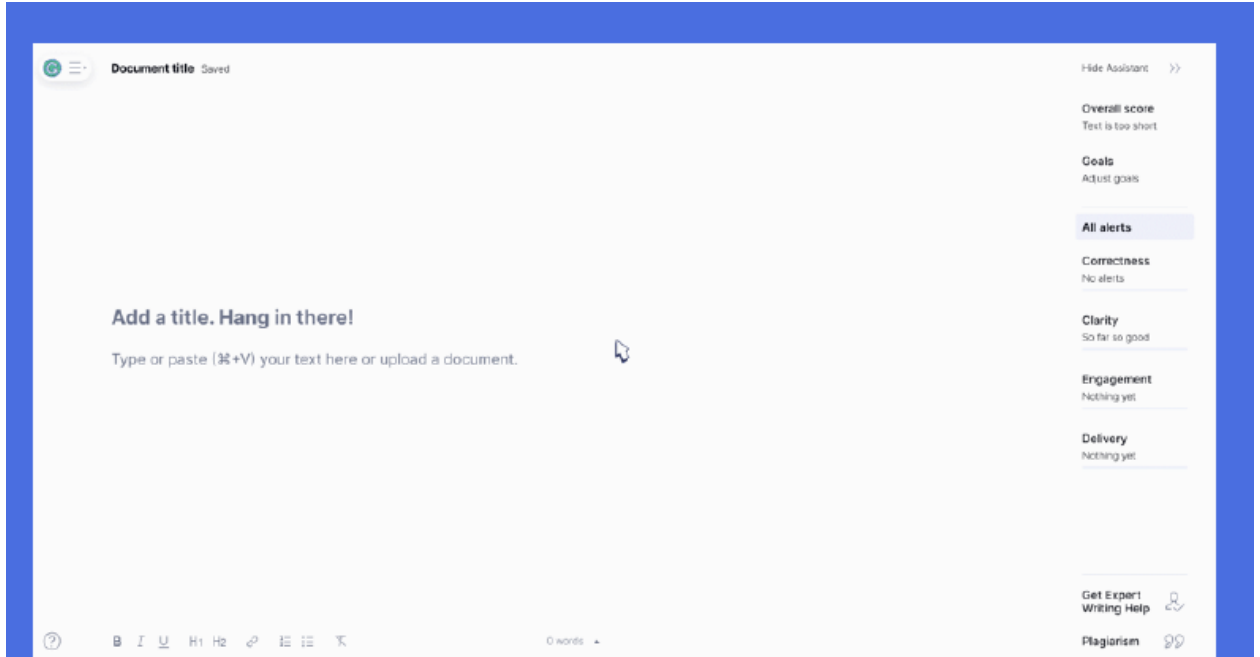 Document title Saved
Hide Assistant
Overall score
Text is too short
Goals
Adjust goals
All alerts
Correctness
No alerts
Add a title. Hang in there!
Clarity
So far so good
Type or paste (⌘+V) your text here or upload a document.
Engagement
Nothing yet
Delivery
Nothing yet
Get Expert
Writing Help
B I U H1 H2
0 words
Plagiarism